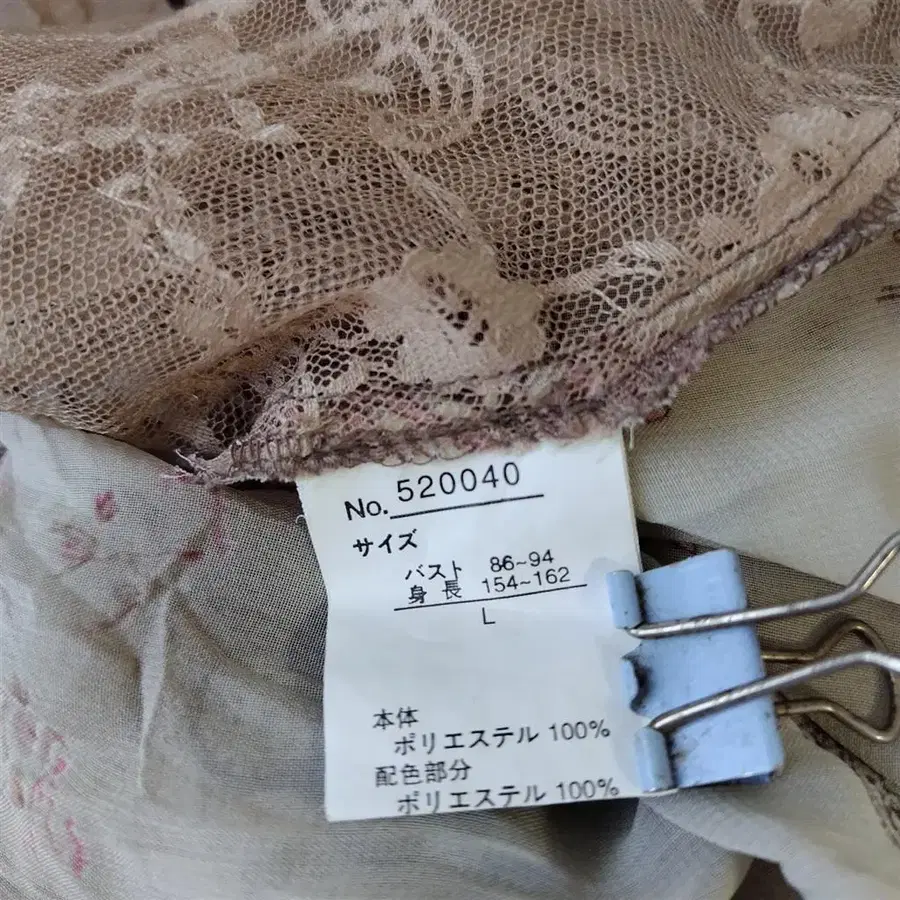 No. 520040
サイズ
バスト 86~94
身長 154~162
L
本体
ポリエステル 100%
配色部分
ポリエステル 100%